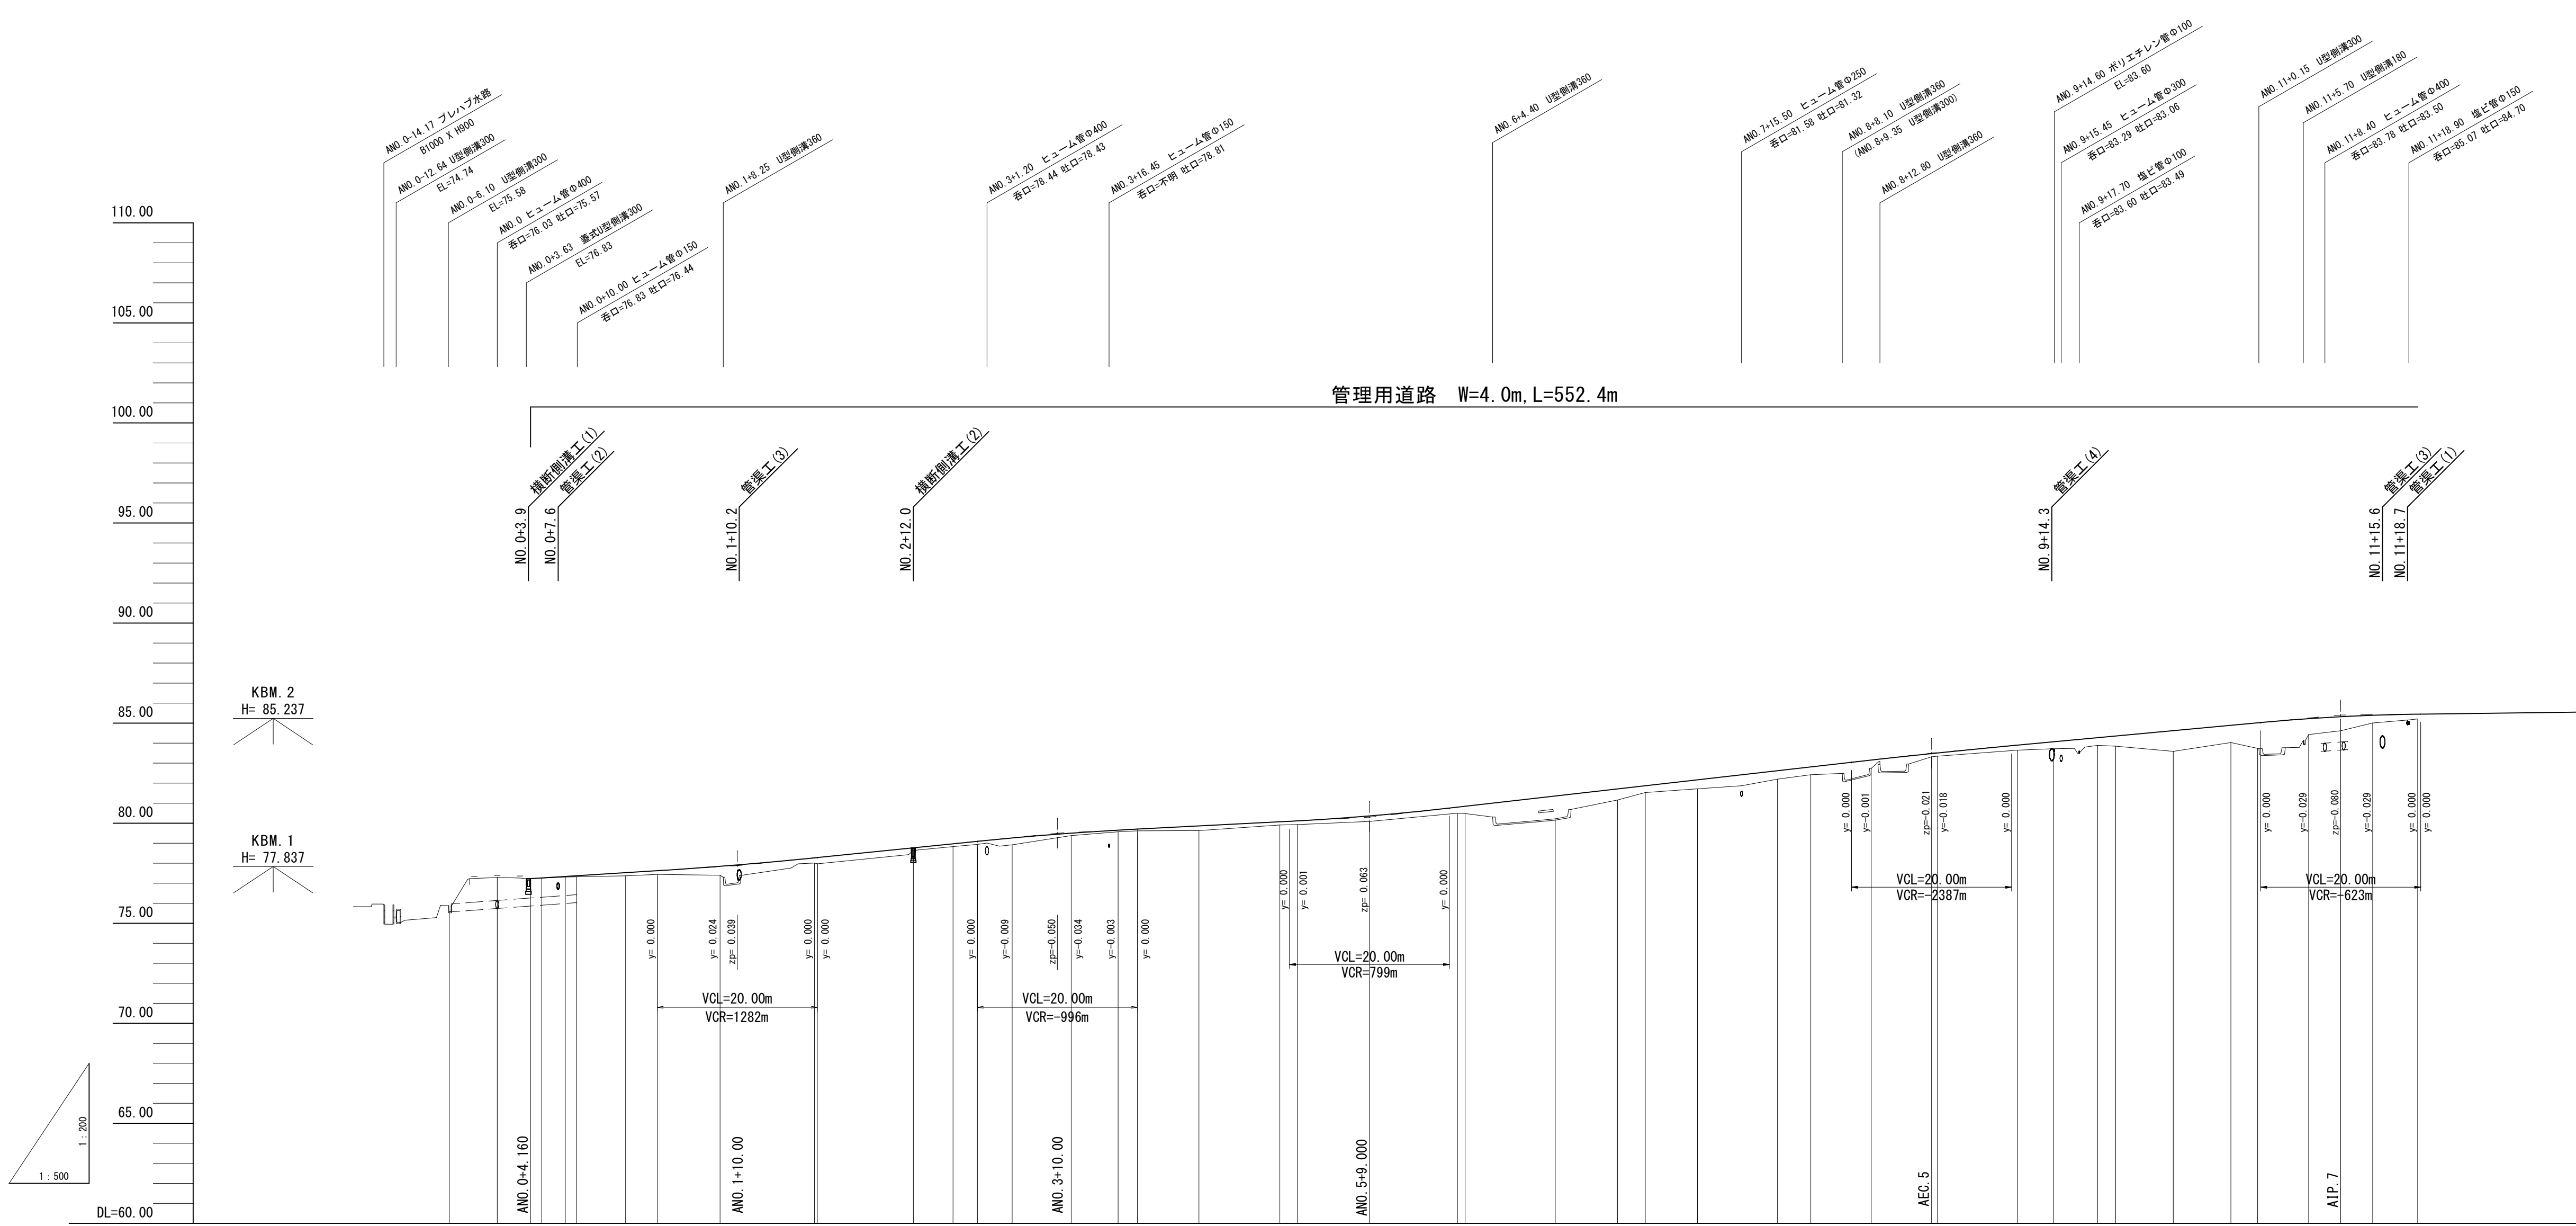 ANO.0-14.17 プレハブ水路
B1000 X H900
ANO.0-12.64 U型側溝300
EL=74.74
ANO.0-6.10 U型側溝300
EL=75.58
ANO.0 ヒューム管Φ400
呑口=76.03 吐口=75.57
ANO.0+3.63 蓋式U型側溝300
EL=76.83
ANO.0+10.00 ヒューム管Φ150
呑口=76.83 吐口=76.44
ANO.1+8.25 U型側溝360
ANO.3+1.20 ヒューム管Φ400
呑口=78.44 吐口=78.43
ANO.3+16.45 ヒューム管Φ150
呑口=不明 吐口=78.81
ANO.6+4.40 U型側溝360
ANO.7+15.50 ヒューム管Φ250
呑口=81.58 吐口=81.32
ANO.8+8.10 U型側溝360
(ANO.8+9.35 U型側溝300)
ANO.8+12.80 U型側溝360
ANO.9+14.60 ポリエチレン管Φ100
EL=83.60
ANO.9+15.45 ヒューム管Φ300
呑口=83.29 吐口=83.06
ANO.9+17.70 塩ビ管Φ100
呑口=83.60 吐口=83.49
ANO.11+0.15 U型側溝300
ANO.11+5.70 U型側溝180
ANO.11+8.40 ヒューム管Φ400
呑口=83.78 吐口=83.50
ANO.11+18.90 塩ビ管Φ150
呑口=85.07 吐口=84.70
管理用道路 W=4.0m,L=552.4m
NO.0+3.9 横断側溝工(1)
NO.0+7.6 管渠工(2)
NO.1+10.2 管渠工(3)
NO.2+12.0 横断側溝工(2)
NO.9+14.3 管渠工(4)
NO.11+15.6 管渠工(3)
NO.11+18.7 管渠工(1)
110.00
105.00
100.00
95.00
90.00
85.00
80.00
75.00
70.00
65.00
DL=60.00
KBM.2
H= 85.237
KBM.1
H= 77.837
1：200
1：500
y= 0.000
y= 0.024
zp= 0.039
y= 0.000
y= 0.000
VCL=20.00m
VCR=1282m
y= 0.000
y=-0.009
zp=-0.050
y=-0.034
y=-0.003
y= 0.000
VCL=20.00m
VCR=-996m
y= 0.000
y= 0.001
zp= 0.063
y= 0.000
VCL=20.00m
VCR=799m
y= 0.000
y=-0.001
zp=-0.021
y=-0.018
y= 0.000
VCL=20.00m
VCR=-2387m
y= 0.000
y=-0.029
zp=-0.080
y=-0.029
y= 0.000
y= 0.000
VCL=20.00m
VCR=-623m
ANO.0+4.160
ANO.1+10.00
ANO.3+10.00
ANO.5+9.000
AEC.5
AIP.7